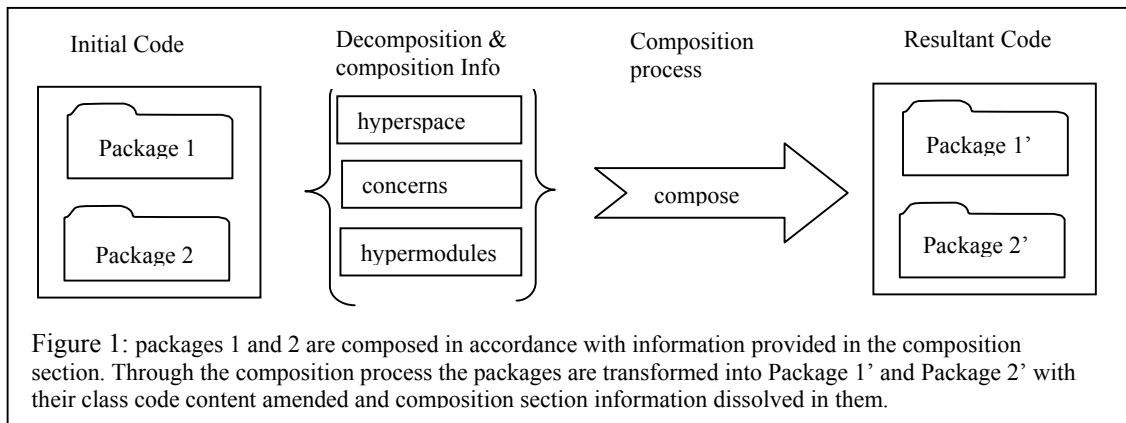 Initial Code
Decomposition &
composition Info
Composition
process
Resultant Code
Package 1
Package 2
hyperspace
concerns
hypermodules
compose
Package 1’
Package 2’
Figure 1: packages 1 and 2 are composed in accordance with information provided in the composition
section. Through the composition process the packages are transformed into Package 1’ and Package 2’ with
their class code content amended and composition section information dissolved in them.